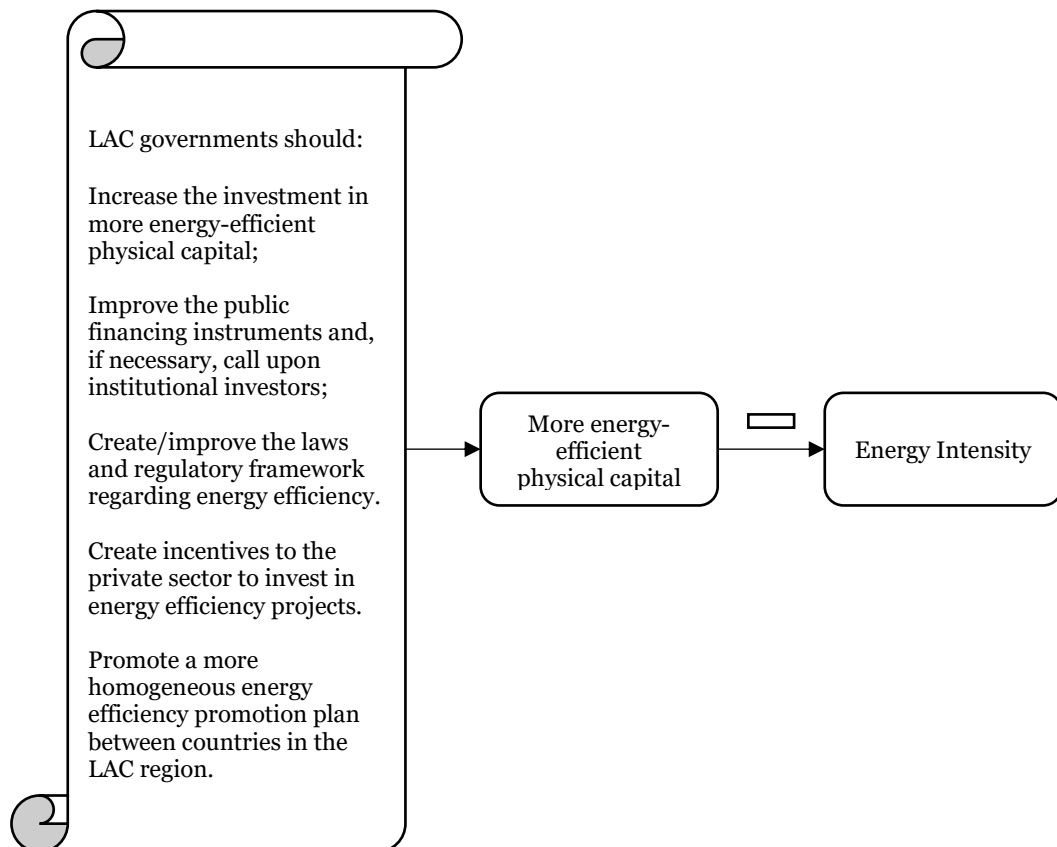 LAC governments should:
Increase the investment in
more energy-efficient
physical capital;
Improve the public
financing instruments and,
if necessary, call upon
institutional investors;
Create/improve the laws
and regulatory framework
regarding energy efficiency.
Create incentives to the
private sector to invest in
energy efficiency projects.
Promote a more
homogeneous energy
efficiency promotion plan
between countries in the
LAC region.
More energy-
efficient
physical capital
Energy Intensity